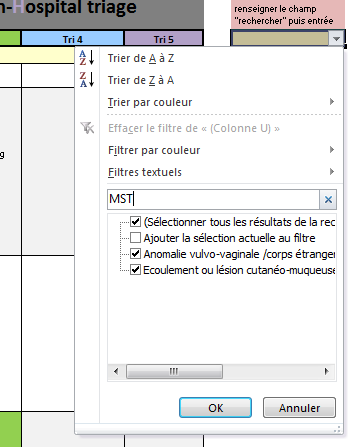 n-Hospital triage
renseigner le champ
"rechercher" puis entrée
Tri 4
Tri 5
Trier de A à Z
Trier de Z à A
Trier par couleur
Effacer le filtre de « (Colonne U) »
Filtrer par couleur
Filtres textuels
g
MST
(Sélectionner tous les résultats de la rec
Ajouter la sélection actuelle au filtre
Anomalie vulvo-vaginale /corps étranger
Ecoulement ou lésion cutanéo-muqueuse
OK
Annuler